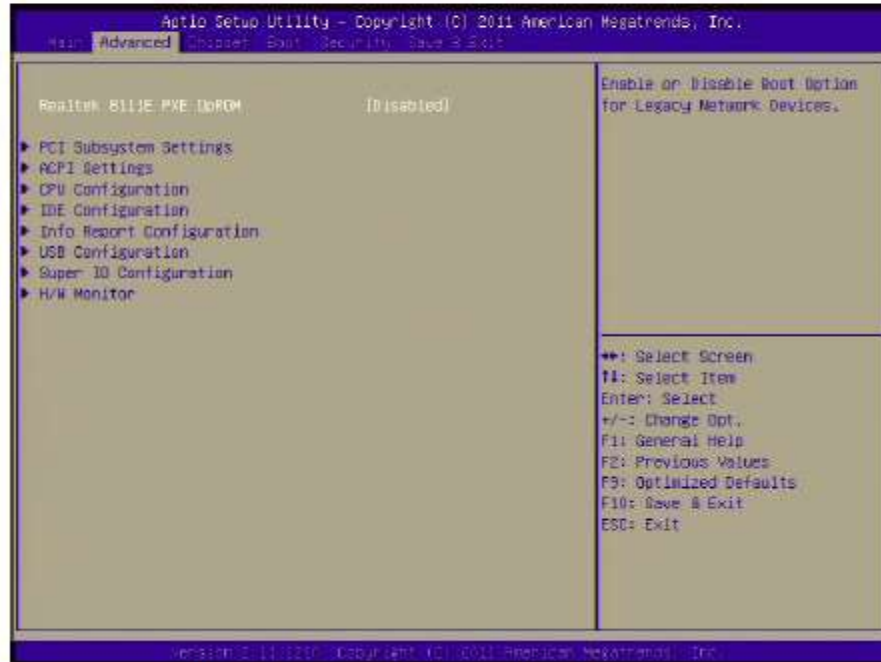 Aptio Setup Utility – Copyright (C) 2011 American Megatrends, Inc.
Main Advanced Chipset Boot Security Save & Exit
Realtek 8111E PXE OpROM [Disabled]
PCI Subsystem Settings
ACPI Settings
CPU Configuration
IDE Configuration
Info Report Configuration
USB Configuration
Super IO Configuration
H/W Monitor
Enable or Disable Boot Option
for Legacy Network Devices.
↔: Select Screen
↑↓: Select Item
Enter: Select
+/-: Change Opt.
F1: General Help
F2: Previous Values
F9: Optimized Defaults
F10: Save & Exit
ESC: Exit
Version Copyright (C) 2011 American Megatrends, Inc.